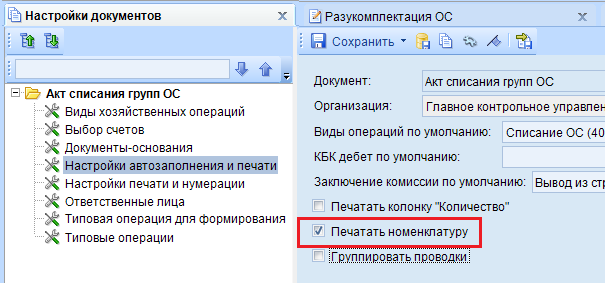 Настройки документов
Акт списания групп ОС
Виды хозяйственных операций
Выбор счетов
Документы-основания
Настройки автозаполнения и печати
Настройки печати и нумерации
Ответственные лица
Типовая операция для формирования
Типовые операции
Разукомплектация ОС
Сохранить
Документ: Акт списания групп ОС
Организация: Главное контрольное управлен
Виды операций по умолчанию: Списание ОС (40
КБК дебет по умолчанию:
Заключение комиссии по умолчанию: Вывод из стр
Печатать колонку "Количество"
Печатать номенклатуру
Группировать проводки